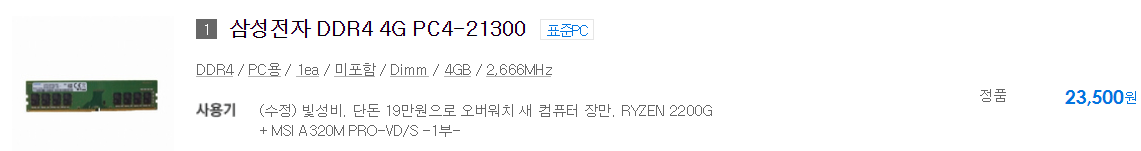 1 삼성전자 DDR4 4G PC4-21300 표준PC
DDR4 / PC용 / 1ea / 미포함 / Dimm / 4GB / 2,666MHz
사용기 (수정) 빛성비, 단돈 19만원으로 오버워치 새 컴퓨터 장만, RYZEN 2200G
+ MSI A320M PRO-VD/S -1부-
정품 23,500원